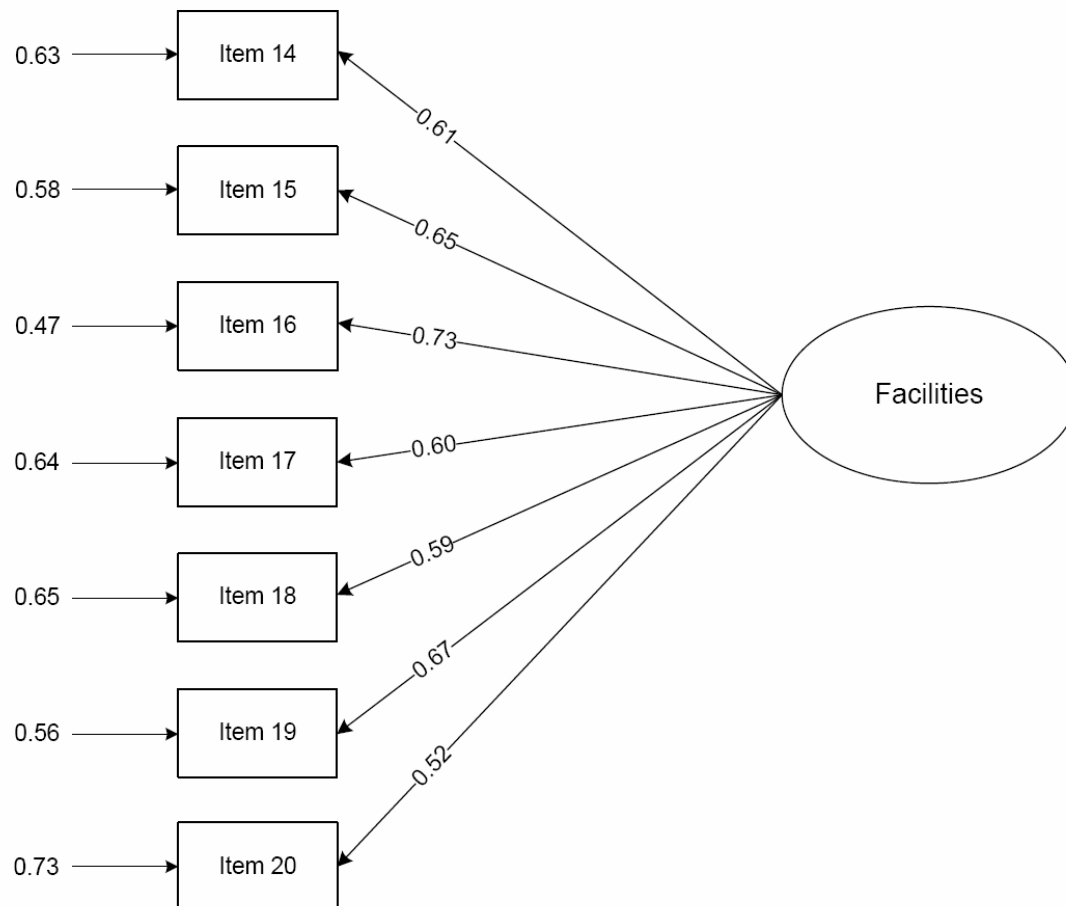 0.63 Item 14
0.61
0.58 Item 15
0.65
0.47 Item 16
0.73
Facilities
0.64 Item 17
0.60
0.65 Item 18
0.59
0.56 Item 19
0.67
0.52
0.73 Item 20